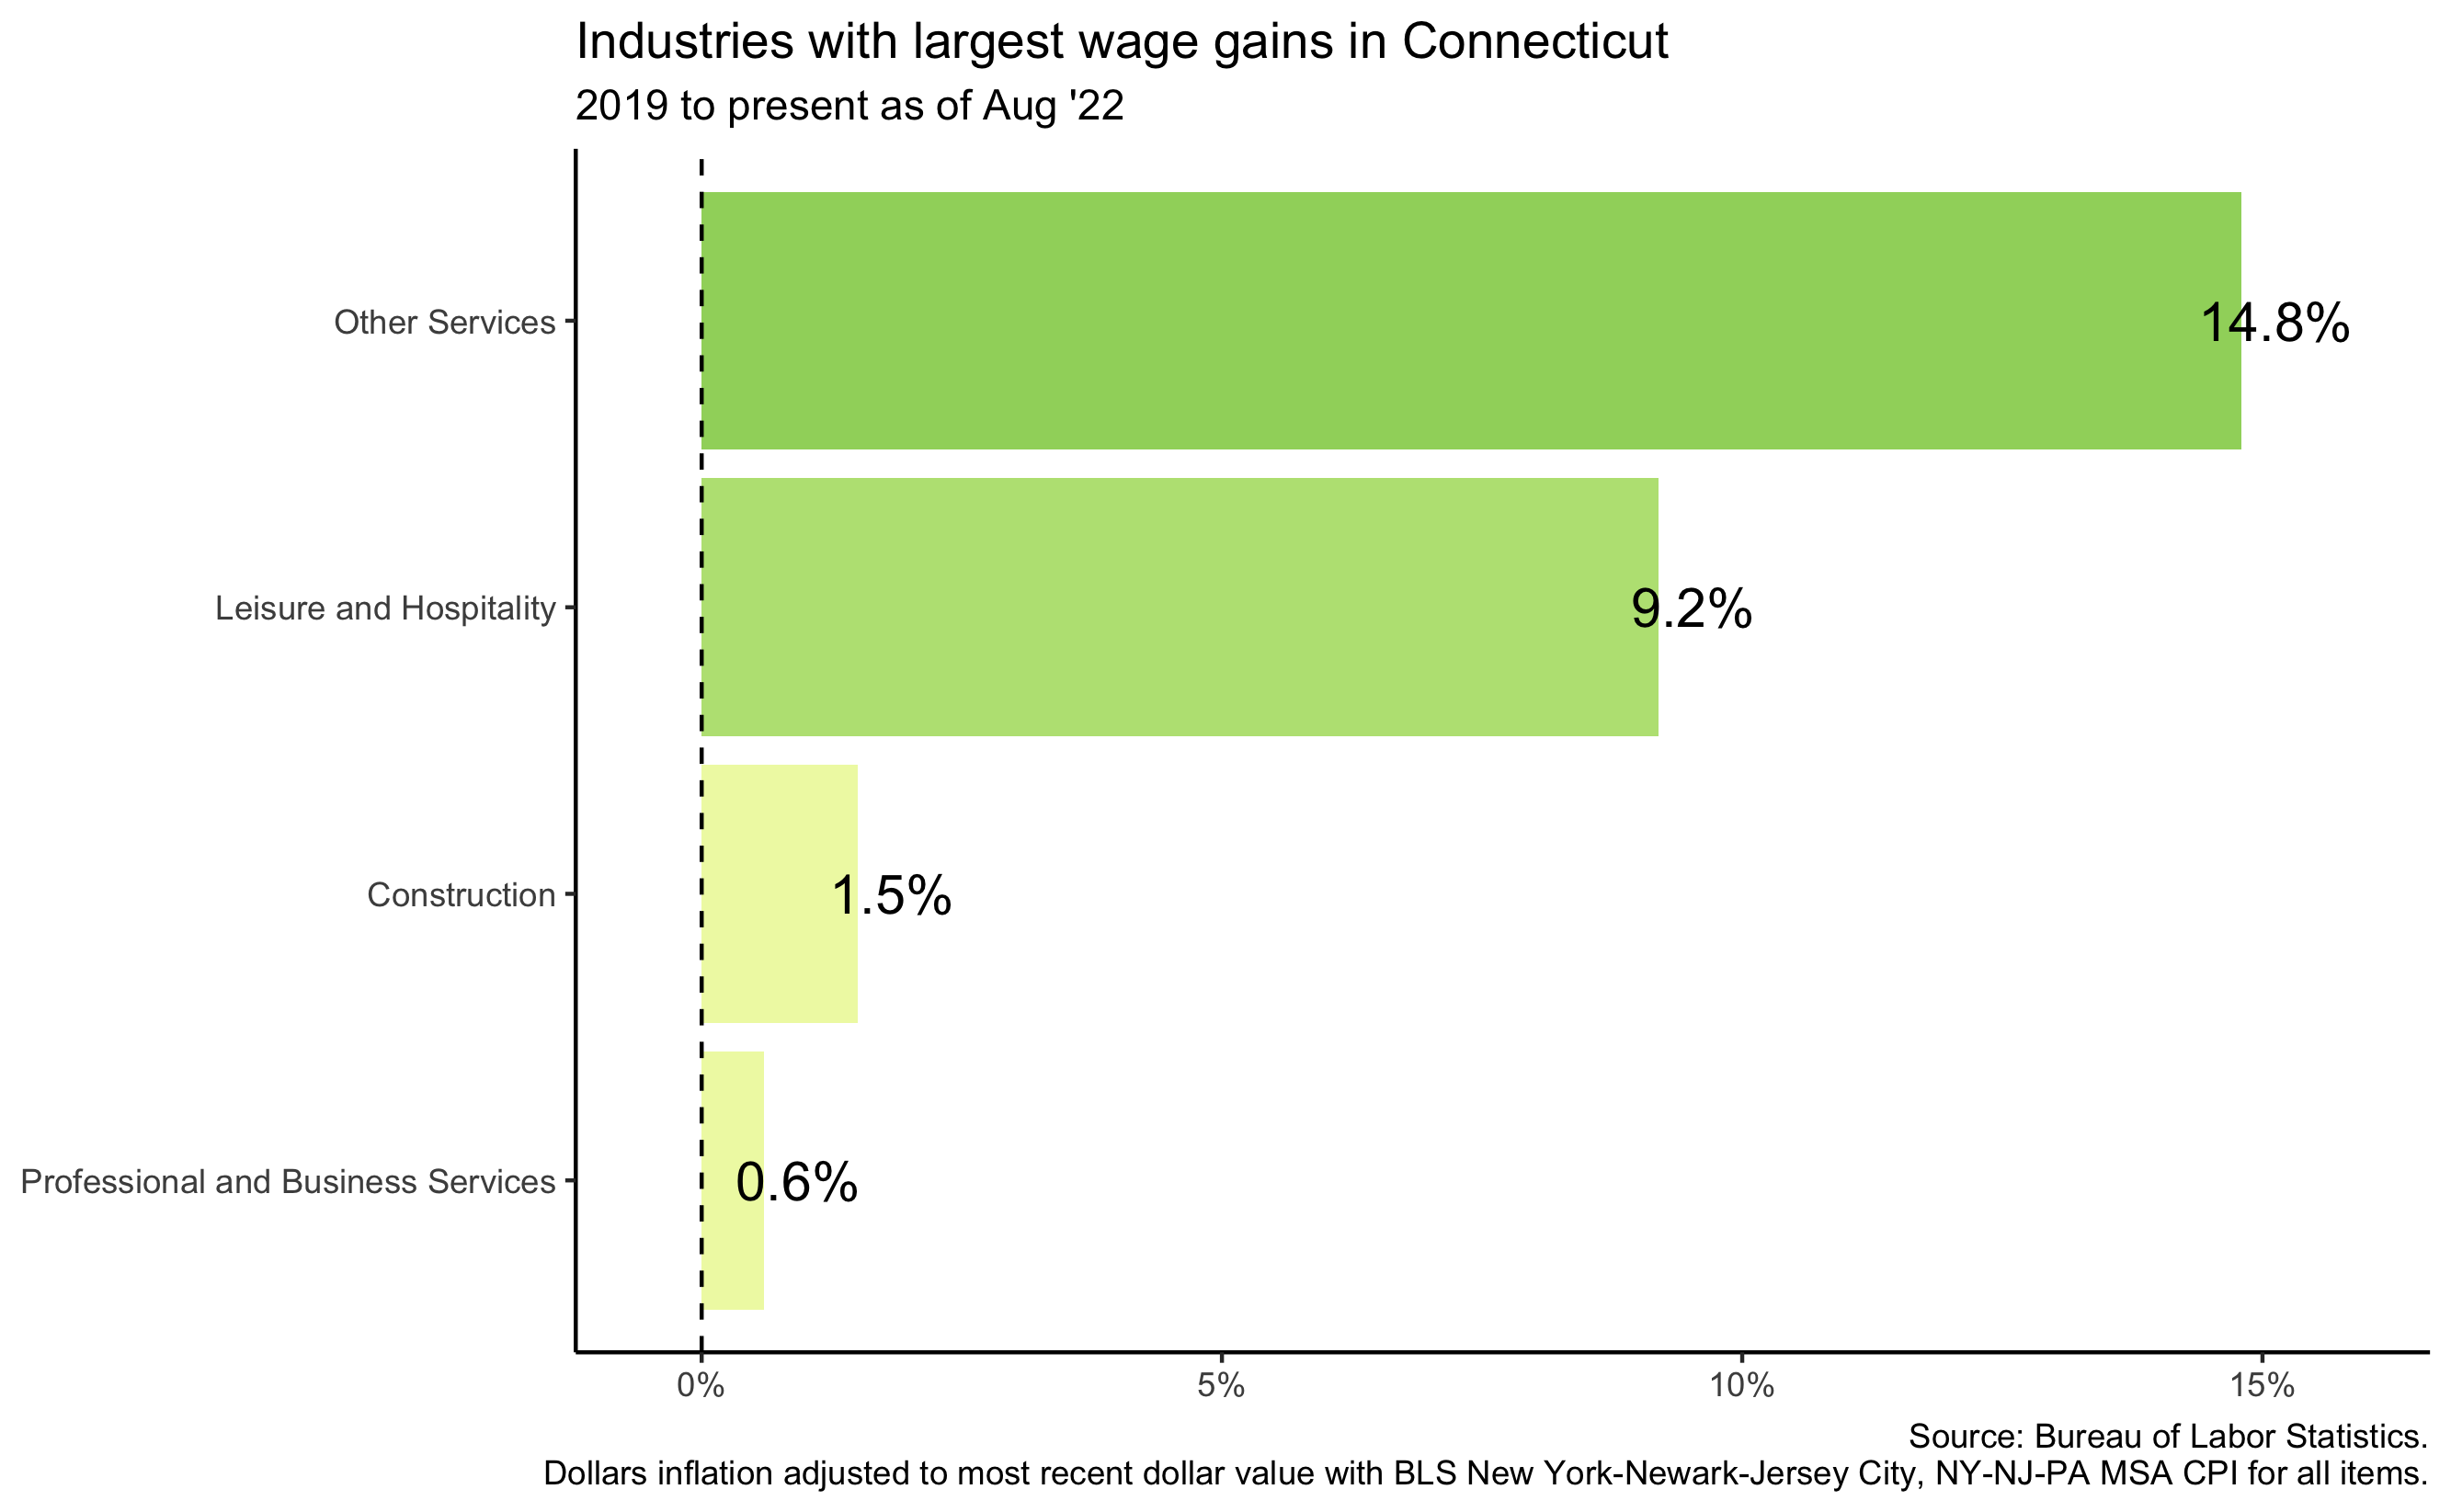 Industries with largest wage gains in Connecticut
2019 to present as of Aug '22
Other Services
14.8%
Leisure and Hospitality
9.2%
Construction
1.5%
Professional and Business Services
0.6%
0%
5%
10%
15%
Source: Bureau of Labor Statistics.
Dollars inflation adjusted to most recent dollar value with BLS New York-Newark-Jersey City, NY-NJ-PA MSA CPI for all items.